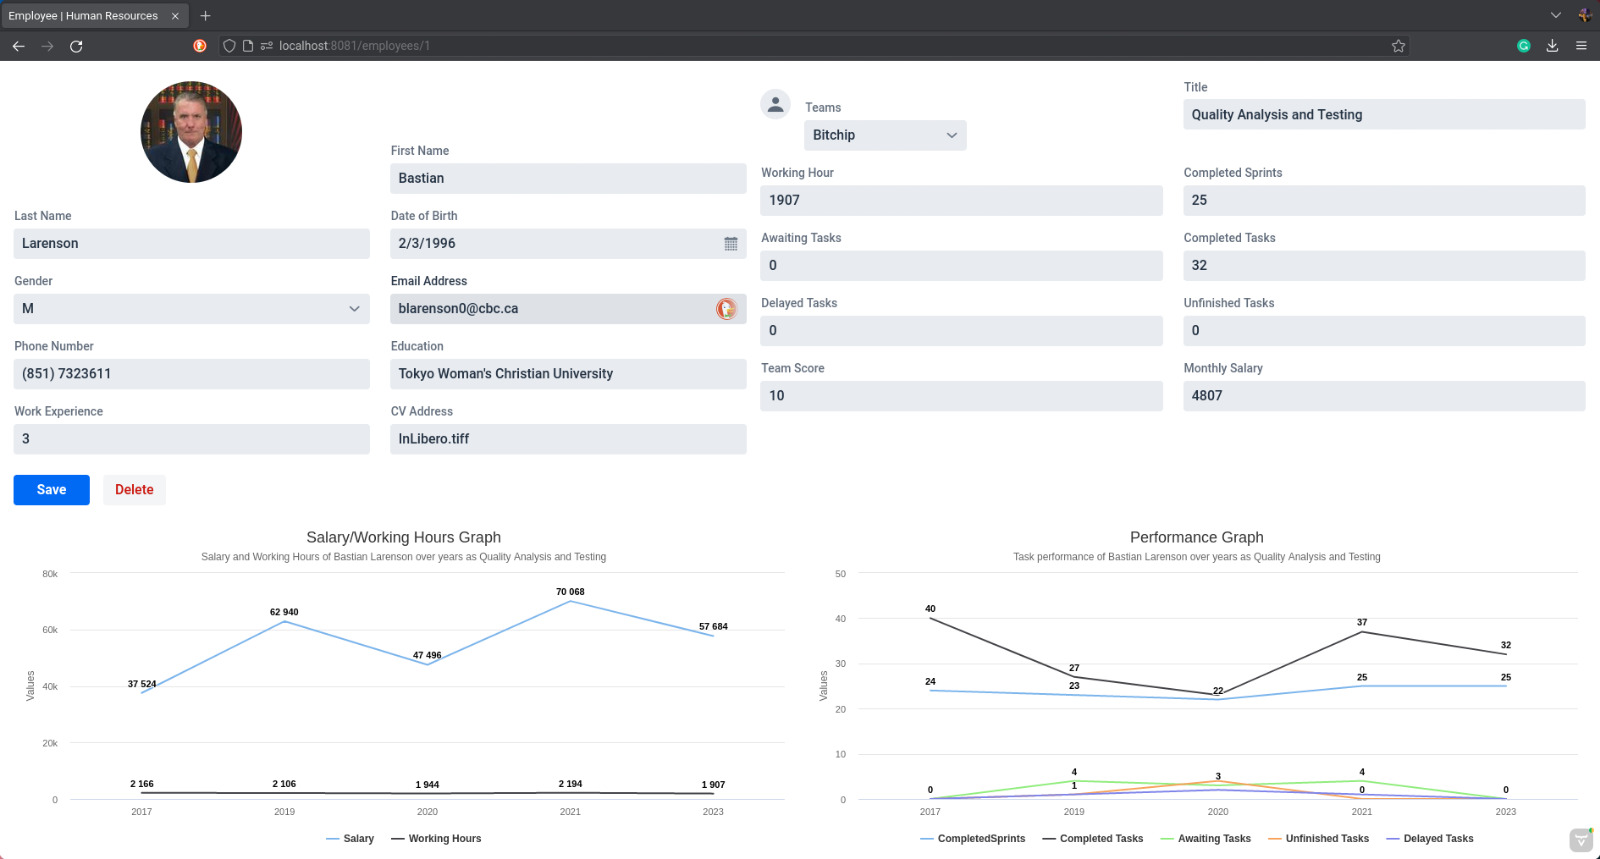 Employee | Human Resources
localhost:8081/employees/1
First Name
Bastian
Last Name
Larenson
Date of Birth
2/3/1996
Gender
M
Email Address
blarenson0@cbc.ca
Phone Number
(851) 7323611
Education
Tokyo Woman's Christian University
Work Experience
3
CV Address
InLibero.tiff
Save
Delete
Teams
Bitchip
Title
Quality Analysis and Testing
Working Hour
1907
Completed Sprints
25
Awaiting Tasks
0
Completed Tasks
32
Delayed Tasks
0
Unfinished Tasks
0
Team Score
10
Monthly Salary
4807
Salary/Working Hours Graph
Salary and Working Hours of Bastian Larenson over years as Quality Analysis and Testing
Values
80k
60k
40k
20k
0
37 524
62 940
47 496
70 068
57 684
2 166
2 106
1 944
2 194
1 907
2017
2019
2020
2021
2023
Salary
Working Hours
Performance Graph
Task performance of Bastian Larenson over years as Quality Analysis and Testing
Values
50
40
30
20
10
0
40
27
22
37
32
24
23
25
25
0
4
1
3
4
0
0
2017
2019
2020
2021
2023
CompletedSprints
Completed Tasks
Awaiting Tasks
Unfinished Tasks
Delayed Tasks